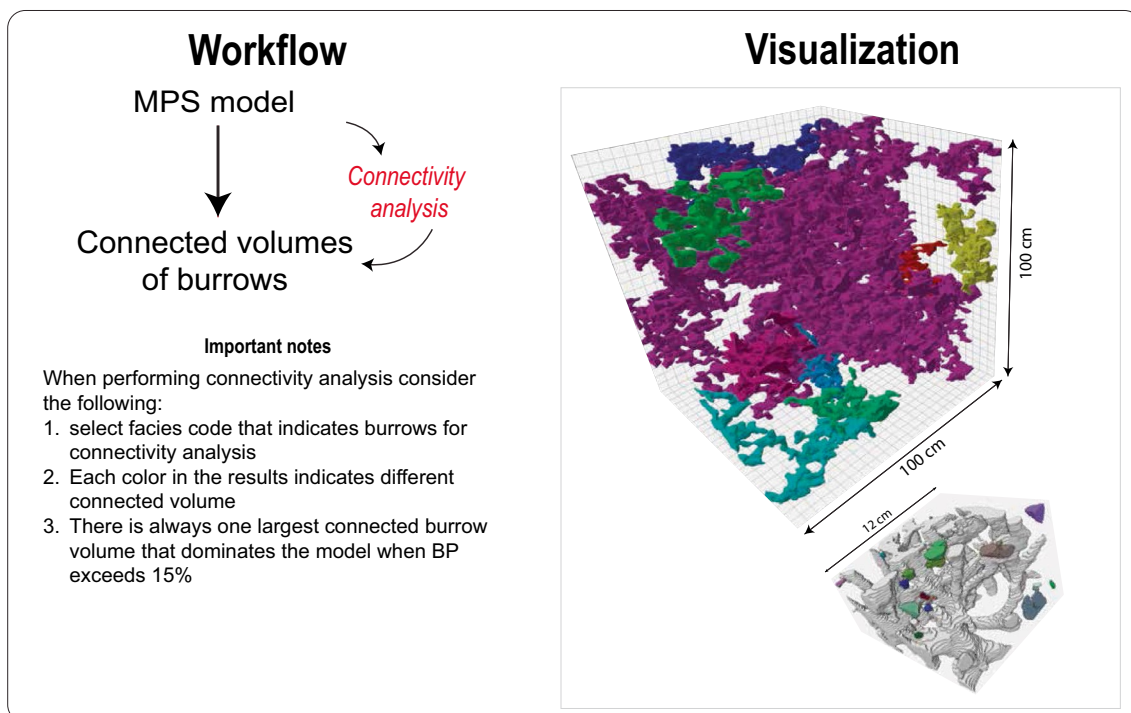 Workflow
MPS model
Connectivity
analysis
Connected volumes
of burrows
Important notes
When performing connectivity analysis consider
the following:
1. select facies code that indicates burrows for
connectivity analysis
2. Each color in the results indicates different
connected volume
3. There is always one largest connected burrow
volume that dominates the model when BP
exceeds 15%
Visualization
100 cm
100 cm
12 cm